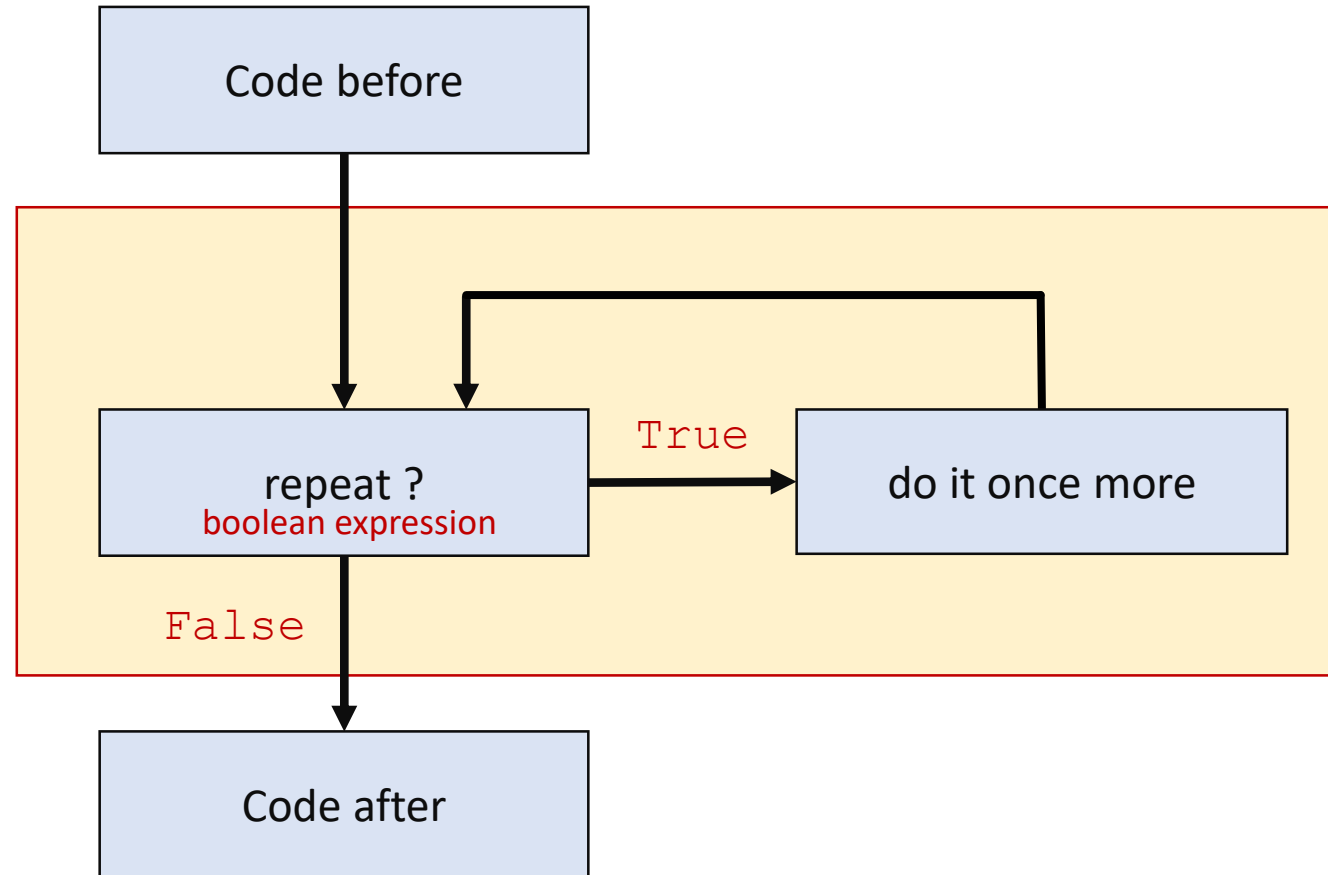 Code before
True
repeat ?
boolean expression
do it once more
False
Code after